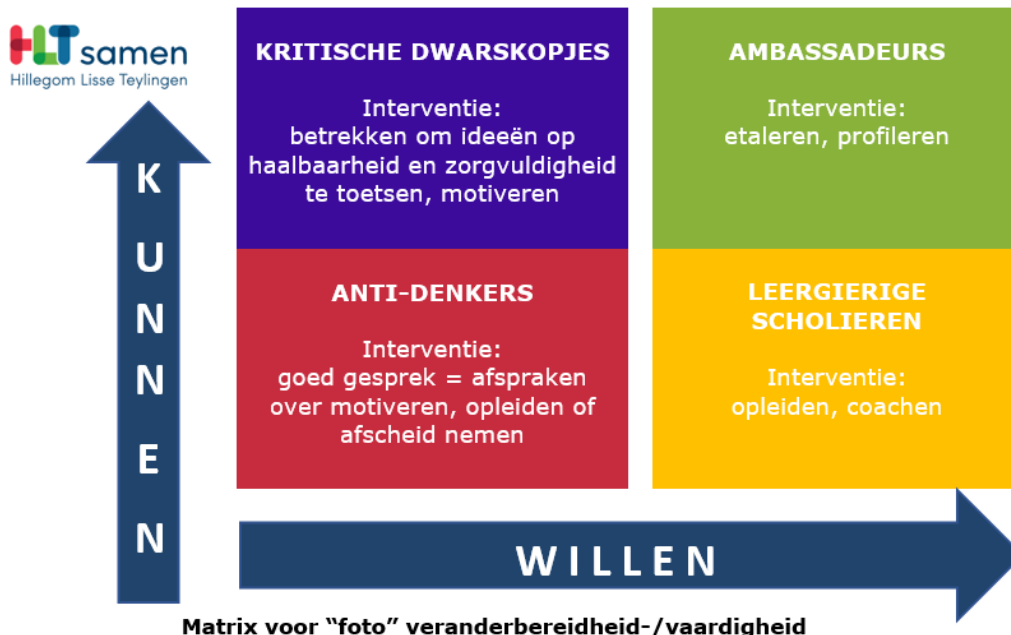 HLT samen
Hillegom Lisse Teylingen
KUNNEN
KRITISCHE DWARSKOPJES
Interventie:
betrekken om ideeën op
haalbaarheid en zorgvuldigheid
te toetsen, motiveren
AMBASSADEURS
Interventie:
etaleren, profileren
ANTI-DENKERS
Interventie:
goed gesprek = afspraken
over motiveren, opleiden of
afscheid nemen
LEERGIERIGE
SCHOLIEREN
Interventie:
opleiden, coachen
WILLEN
Matrix voor “foto” veranderbereidheid-/vaardigheid